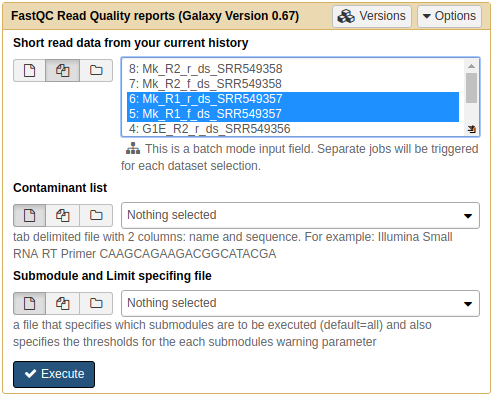 FastQC Read Quality reports (Galaxy Version 0.67) Versions Options
Short read data from your current history
8: Mk_R2_r_ds_SRR549358
7: Mk_R2_f_ds_SRR549358
6: Mk_R1_r_ds_SRR549357
5: Mk_R1_f_ds_SRR549357
4: G1E_R2_r_ds_SRR549356
This is a batch mode input field. Separate jobs will be triggered
for each dataset selection.
Contaminant list
Nothing selected
tab delimited file with 2 columns: name and sequence. For example: Illumina Small
RNA RT Primer CAAGCAGAAGACGGCATACGA
Submodule and Limit specifing file
Nothing selected
a file that specifies which submodules are to be executed (default=all) and also
specifies the thresholds for the each submodules warning parameter
Execute